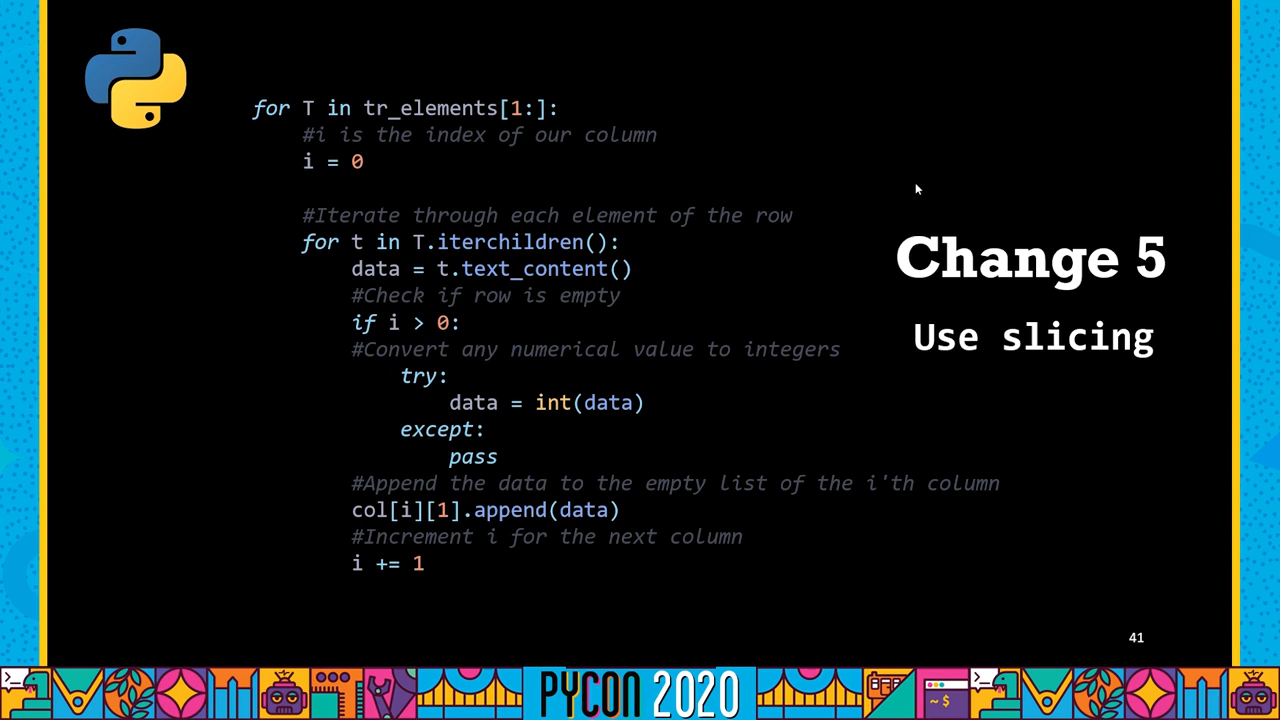 for T in tr_elements[1:]:
    #i is the index of our column
    i = 0

    #Iterate through each element of the row
    for t in T.iterchildren():
        data = t.text_content()
        #Check if row is empty
        if i > 0:
        #Convert any numerical value to integers
            try:
                data = int(data)
            except:
                pass
        #Append the data to the empty list of the i'th column
        col[i][1].append(data)
        #Increment i for the next column
        i += 1
Change 5
Use slicing
41
PYCON 2020
~$